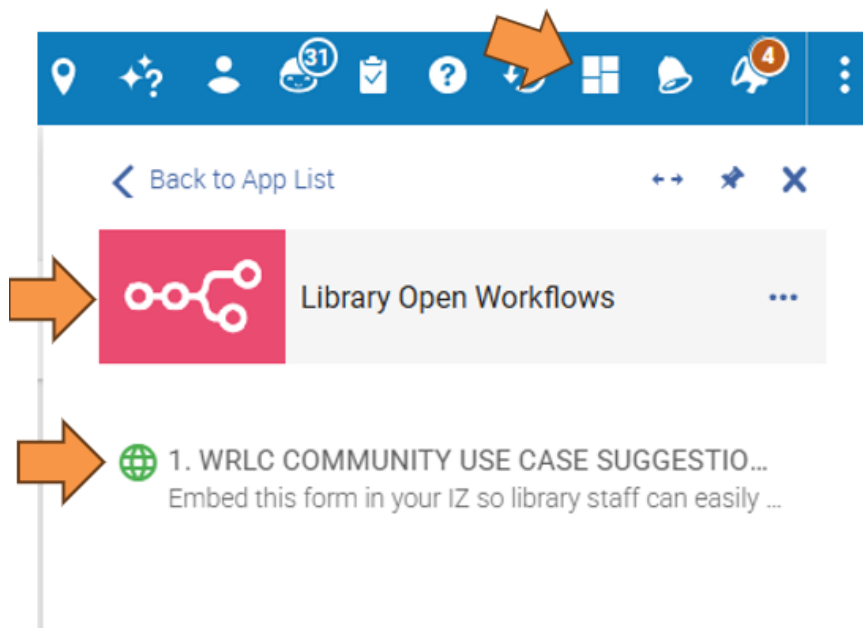 31
4
Back to App List
Library Open Workflows
1. WRLC COMMUNITY USE CASE SUGGESTIO...
Embed this form in your IZ so library staff can easily ...